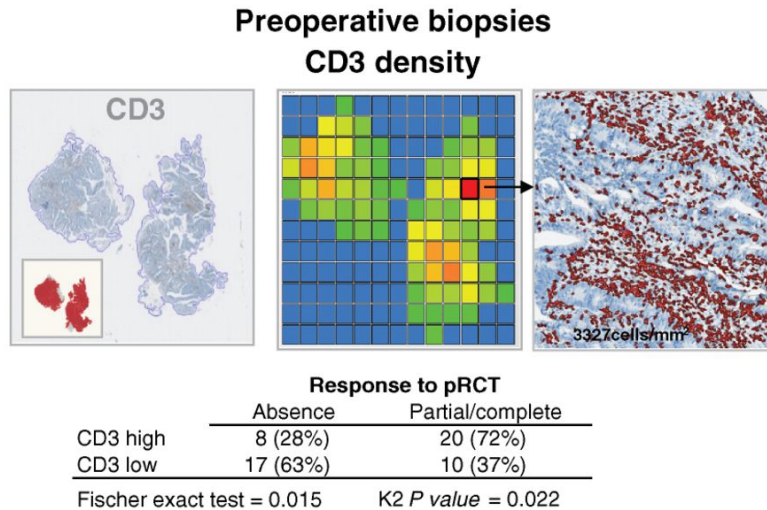 Preoperative biopsies
CD3 density
CD3
3327cells/mm²
Response to pRCT
Absence Partial/complete
CD3 high 8 (28%) 20 (72%)
CD3 low 17 (63%) 10 (37%)
Fischer exact test = 0.015 K2 P value = 0.022